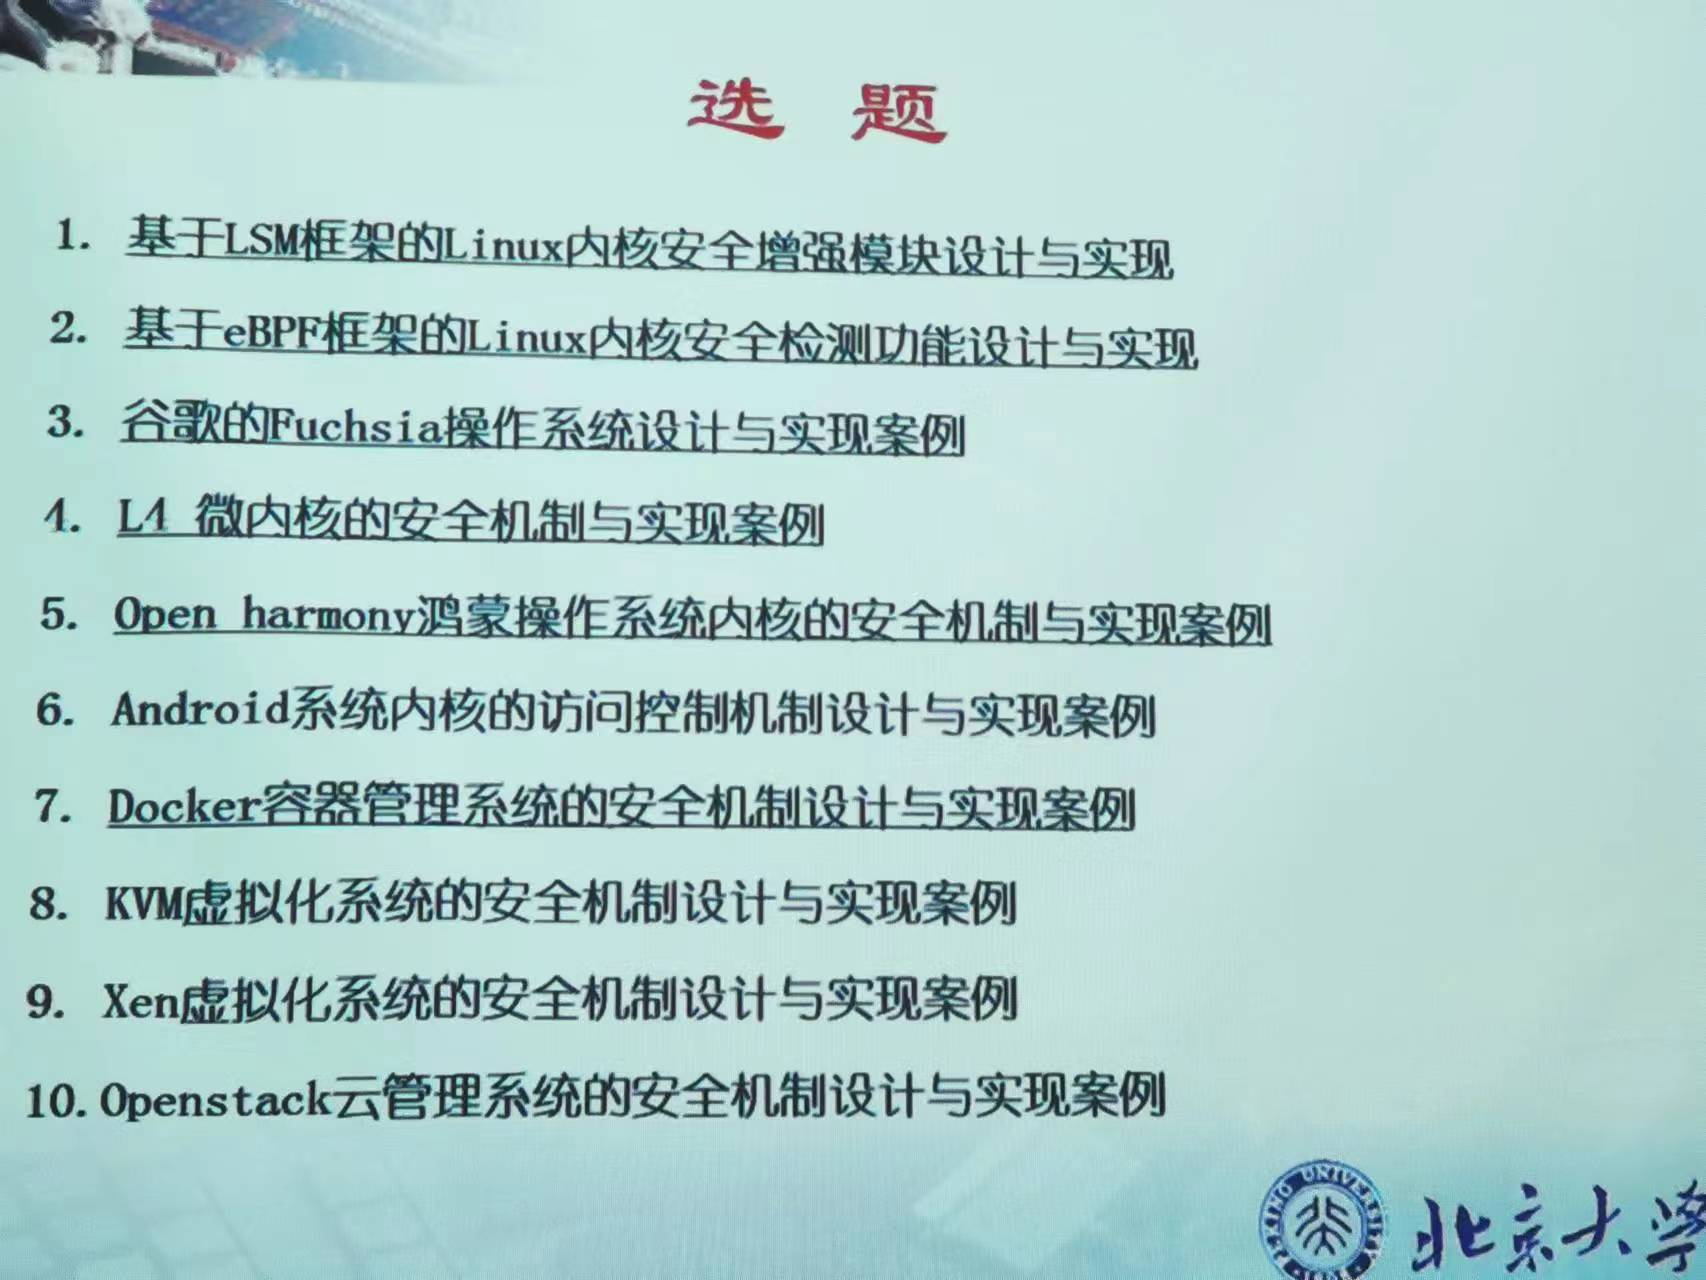 选 题
1. 基于LSM框架的Linux内核安全增强模块设计与实现
2. 基于eBPF框架的Linux内核安全检测功能设计与实现
3. 谷歌的Fuchsia操作系统设计与实现案例
4. L4 微内核的安全机制与实现案例
5. Open harmony鸿蒙操作系统内核的安全机制与实现案例
6. Android系统内核的访问控制机制设计与实现案例
7. Docker容器管理系统的安全机制设计与实现案例
8. KVM虚拟化系统的安全机制设计与实现案例
9. Xen虚拟化系统的安全机制设计与实现案例
10. Openstack云管理系统的安全机制设计与实现案例
北京大学